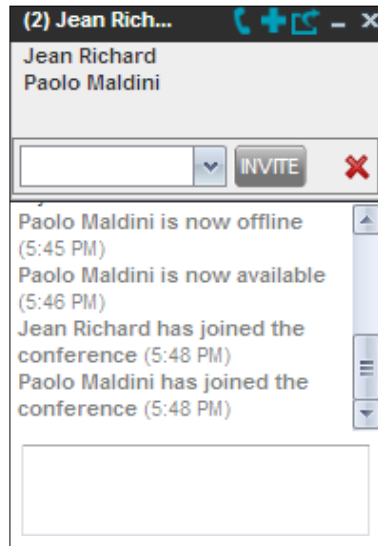 (2) Jean Rich...
Jean Richard
Paolo Maldini
INVITE
Paolo Maldini is now offline
(5:45 PM)
Paolo Maldini is now available
(5:46 PM)
Jean Richard has joined the
conference (5:48 PM)
Paolo Maldini has joined the
conference (5:48 PM)